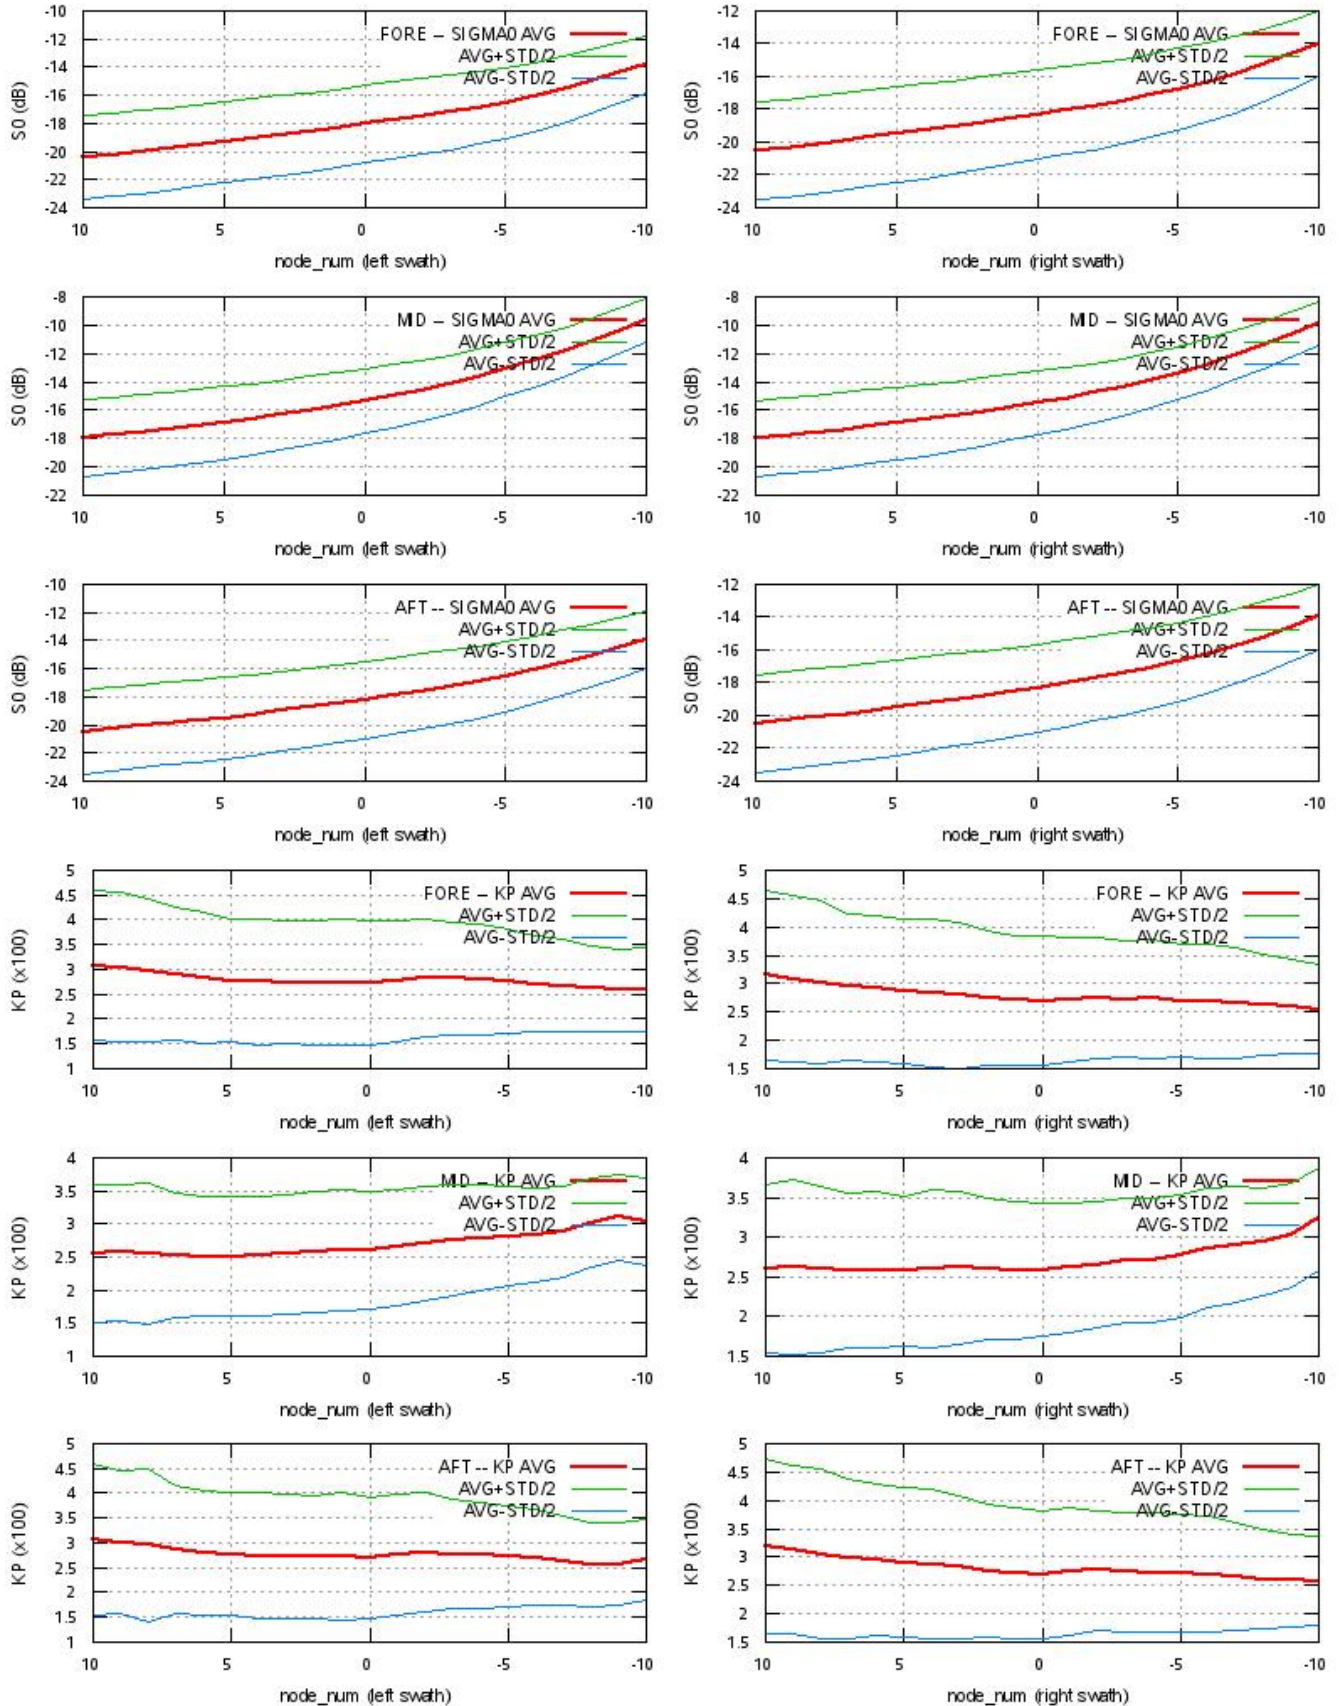 -10
-12
-14
-16
-18
-20
-22
-24
S0 (dB)
FORE – SIGMA0 AVG
AVG+STD/2
AVG-STD/2
10 5 0 -5 -10
node_num (left swath)
-12
-14
-16
-18
-20
-22
-24
S0 (dB)
FORE – SIGMA0 AVG
AVG+STD/2
AVG-STD/2
10 5 0 -5 -10
node_num (right swath)
-8
-10
-12
-14
-16
-18
-20
-22
S0 (dB)
MID – SIGMA0 AVG
AVG+STD/2
AVG-STD/2
10 5 0 -5 -10
node_num (left swath)
-8
-10
-12
-14
-16
-18
-20
-22
S0 (dB)
MID – SIGMA0 AVG
AVG+STD/2
AVG-STD/2
10 5 0 -5 -10
node_num (right swath)
-10
-12
-14
-16
-18
-20
-22
-24
S0 (dB)
AFT -- SIGMA0 AVG
AVG+STD/2
AVG-STD/2
10 5 0 -5 -10
node_num (left swath)
-12
-14
-16
-18
-20
-22
-24
S0 (dB)
AFT -- SIGMA0 AVG
AVG+STD/2
AVG-STD/2
10 5 0 -5 -10
node_num (right swath)
5
4.5
4
3.5
3
2.5
2
1.5
1
KP (x100)
FORE – KP AVG
AVG+STD/2
AVG-STD/2
10 5 0 -5 -10
node_num (left swath)
5
4.5
4
3.5
3
2.5
2
1.5
KP (x100)
FORE – KP AVG
AVG+STD/2
AVG-STD/2
10 5 0 -5 -10
node_num (right swath)
4
3.5
3
2.5
2
1.5
1
KP (x100)
MID – KP AVG
AVG+STD/2
AVG-STD/2
10 5 0 -5 -10
node_num (left swath)
4
3.5
3
2.5
2
1.5
KP (x100)
MID – KP AVG
AVG+STD/2
AVG-STD/2
10 5 0 -5 -10
node_num (right swath)
5
4.5
4
3.5
3
2.5
2
1.5
1
KP (x100)
AFT -- KP AVG
AVG+STD/2
AVG-STD/2
10 5 0 -5 -10
node_num (left swath)
5
4.5
4
3.5
3
2.5
2
1.5
KP (x100)
AFT -- KP AVG
AVG+STD/2
AVG-STD/2
10 5 0 -5 -10
node_num (right swath)